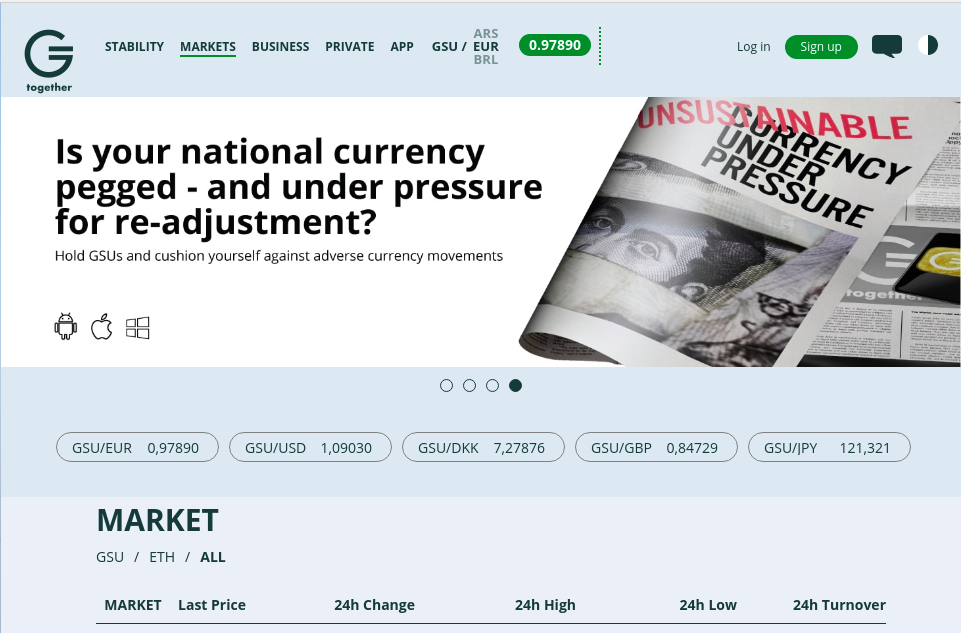 together
STABILITY MARKETS BUSINESS PRIVATE APP GSU / ARS EUR BRL 0.97890 Log in Sign up
Is your national currency
pegged - and under pressure
for re-adjustment?
Hold GSUs and cushion yourself against adverse currency movements
UNSUSTAINABLE
CURRENCY
UNDER
PRESSURE
together
GSU/EUR 0,97890 GSU/USD 1,09030 GSU/DKK 7,27876 GSU/GBP 0,84729 GSU/JPY 121,321
MARKET
GSU / ETH / ALL
MARKET Last Price 24h Change 24h High 24h Low 24h Turnover